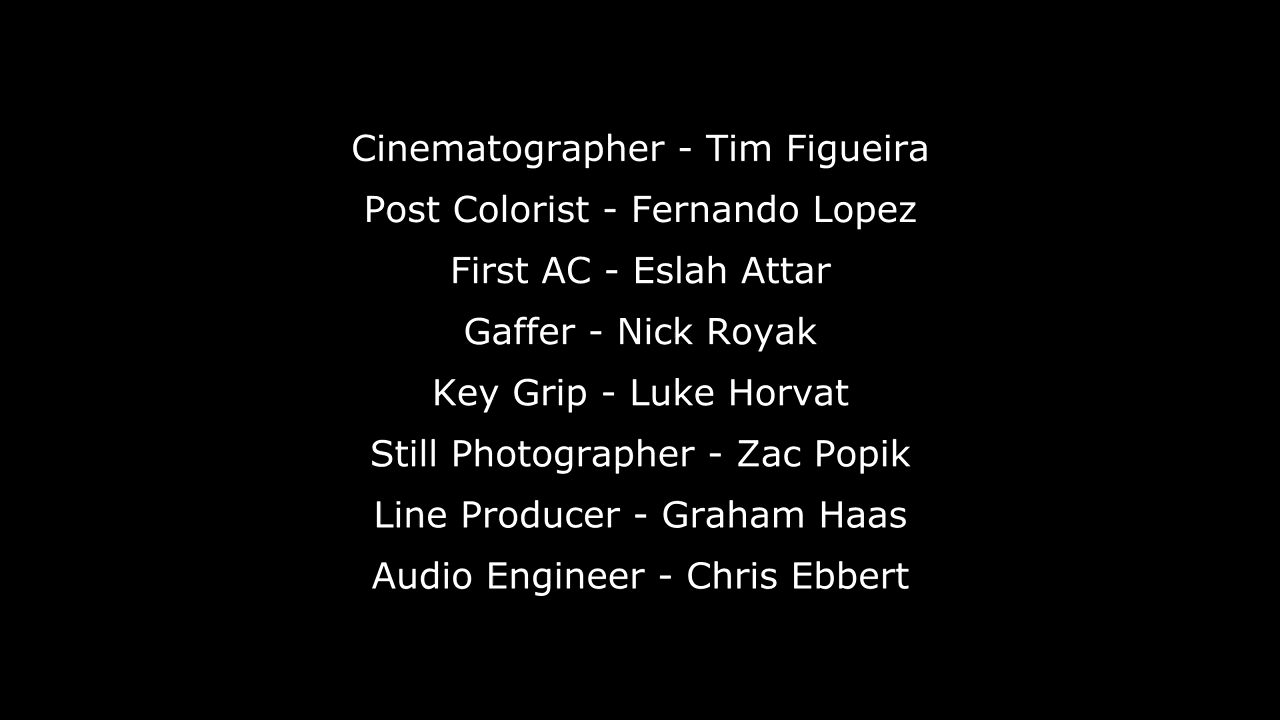 Cinematographer - Tim Figueira
Post Colorist - Fernando Lopez
First AC - Eslah Attar
Gaffer - Nick Royak
Key Grip - Luke Horvat
Still Photographer - Zac Popik
Line Producer - Graham Haas
Audio Engineer - Chris Ebbert